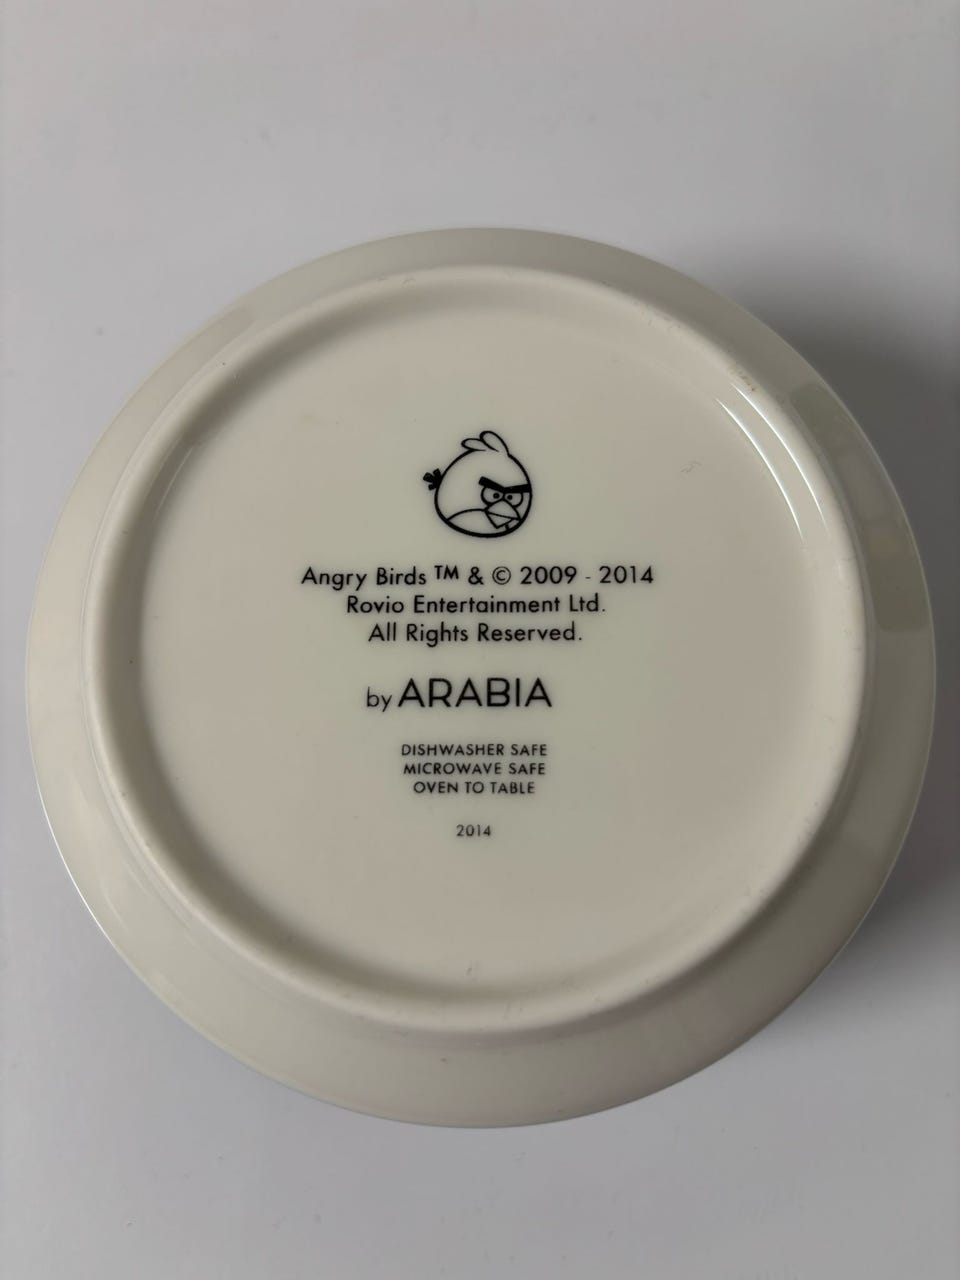 Angry Birds ™ & © 2009 - 2014
Rovio Entertainment Ltd.
All Rights Reserved.
by ARABIA
DISHWASHER SAFE
MICROWAVE SAFE
OVEN TO TABLE
2014